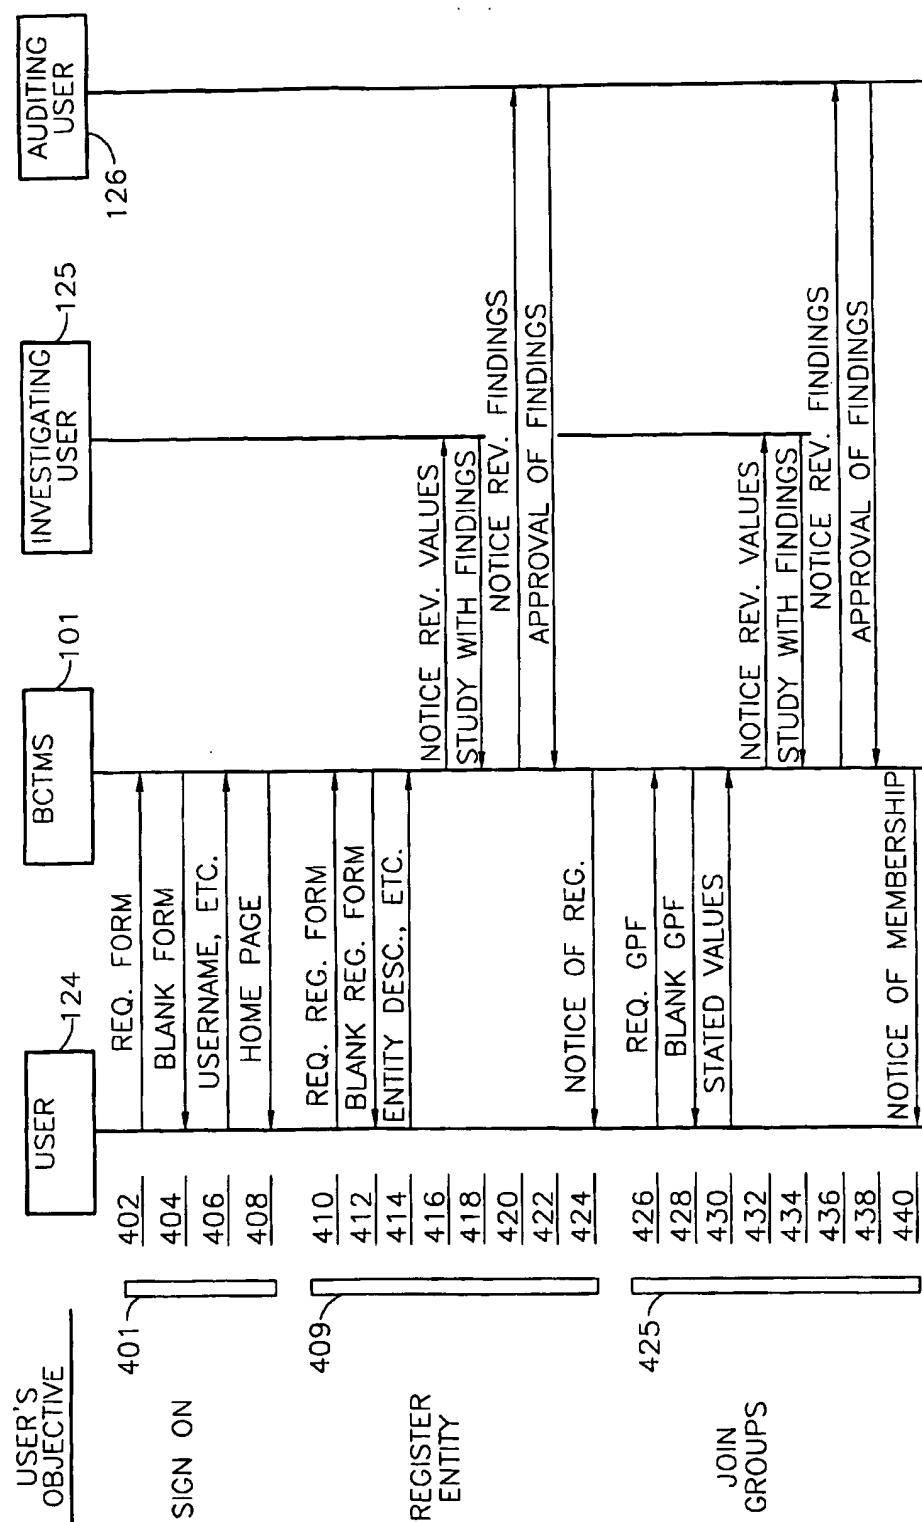 USER'S
OBJECTIVE
USER
124
BCTMS
101
INVESTIGATING
USER
125
AUDITING
USER
126
SIGN ON
401
402
REQ. FORM
404
BLANK FORM
406
USERNAME, ETC.
408
HOME PAGE
REGISTER
ENTITY
409
410
REQ. REG. FORM
412
BLANK REG. FORM
414
ENTITY DESC., ETC.
416
NOTICE REV. VALUES
418
STUDY WITH FINDINGS
420
NOTICE REV. FINDINGS
422
APPROVAL OF FINDINGS
424
NOTICE OF REG.
JOIN
GROUPS
425
426
REQ. GPF
428
BLANK GPF
430
STATED VALUES
432
NOTICE REV. VALUES
434
STUDY WITH FINDINGS
436
NOTICE REV. FINDINGS
438
APPROVAL OF FINDINGS
440
NOTICE OF MEMBERSHIP